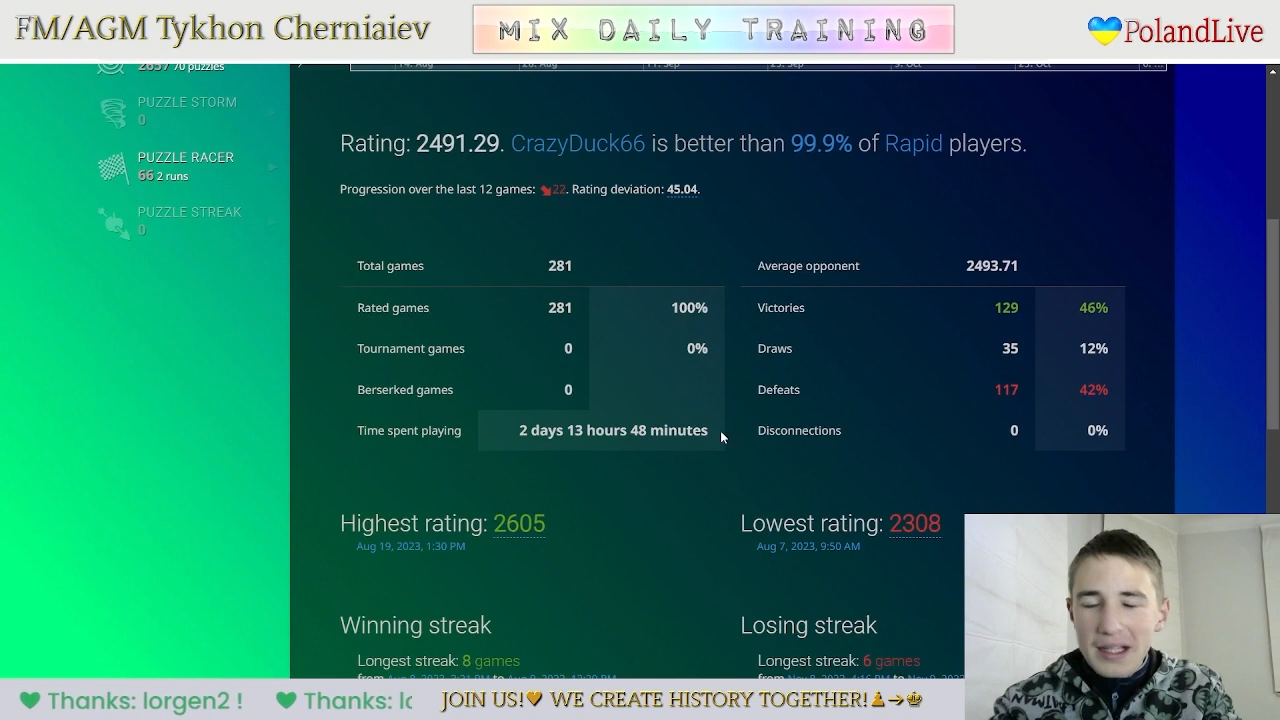 FM/AGM Tykhon Cherniaiev
MIX DAILY TRAINING
PolandLive
2637 70 puzzles
PUZZLE STORM
0
PUZZLE RACER
66 2 runs
PUZZLE STREAK
0
Rating: 2491.29. CrazyDuck66 is better than 99.9% of Rapid players.
Progression over the last 12 games: 22. Rating deviation: 45.04.
Total games 281
Rated games 281 100%
Tournament games 0 0%
Berserked games 0
Time spent playing 2 days 13 hours 48 minutes
Average opponent 2493.71
Victories 129 46%
Draws 35 12%
Defeats 117 42%
Disconnections 0 0%
Highest rating: 2605
Aug 19, 2023, 1:30 PM
Lowest rating: 2308
Aug 7, 2023, 9:50 AM
Winning streak
Longest streak: 8 games
Losing streak
Longest streak: 6 games
Thanks: lorgen2 ! Thanks: lo
JOIN US! WE CREATE HISTORY TOGETHER!